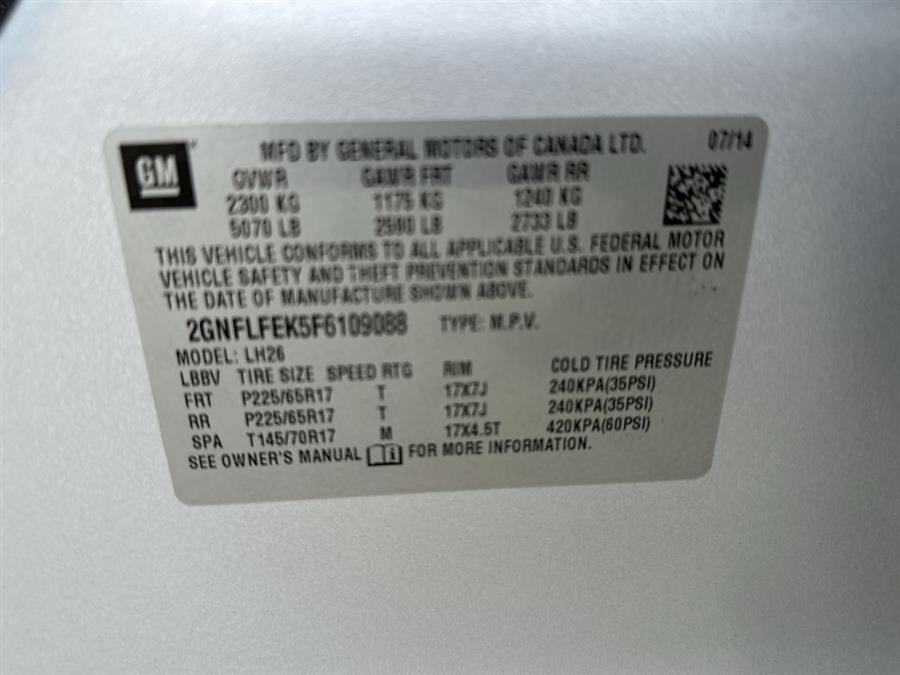 GM
MFD BY GENERAL MOTORS OF CANADA LTD. 07/14
GVWR GAWR FRT GAWR RR
2300 KG 1175 KG 1240 KG
5070 LB 2590 LB 2733 LB
THIS VEHICLE CONFORMS TO ALL APPLICABLE U.S. FEDERAL MOTOR
VEHICLE SAFETY AND THEFT PREVENTION STANDARDS IN EFFECT ON
THE DATE OF MANUFACTURE SHOWN ABOVE.
2GNFLFEK5F6109088 TYPE: M.P.V.
MODEL: LH26
LBBV TIRE SIZE SPEED RTG RIM COLD TIRE PRESSURE
FRT P225/65R17 T 17X7J 240KPA(35PSI)
RR P225/65R17 T 17X7J 240KPA(35PSI)
SPA T145/70R17 M 17X4.5T 420KPA(60PSI)
SEE OWNER'S MANUAL i FOR MORE INFORMATION.